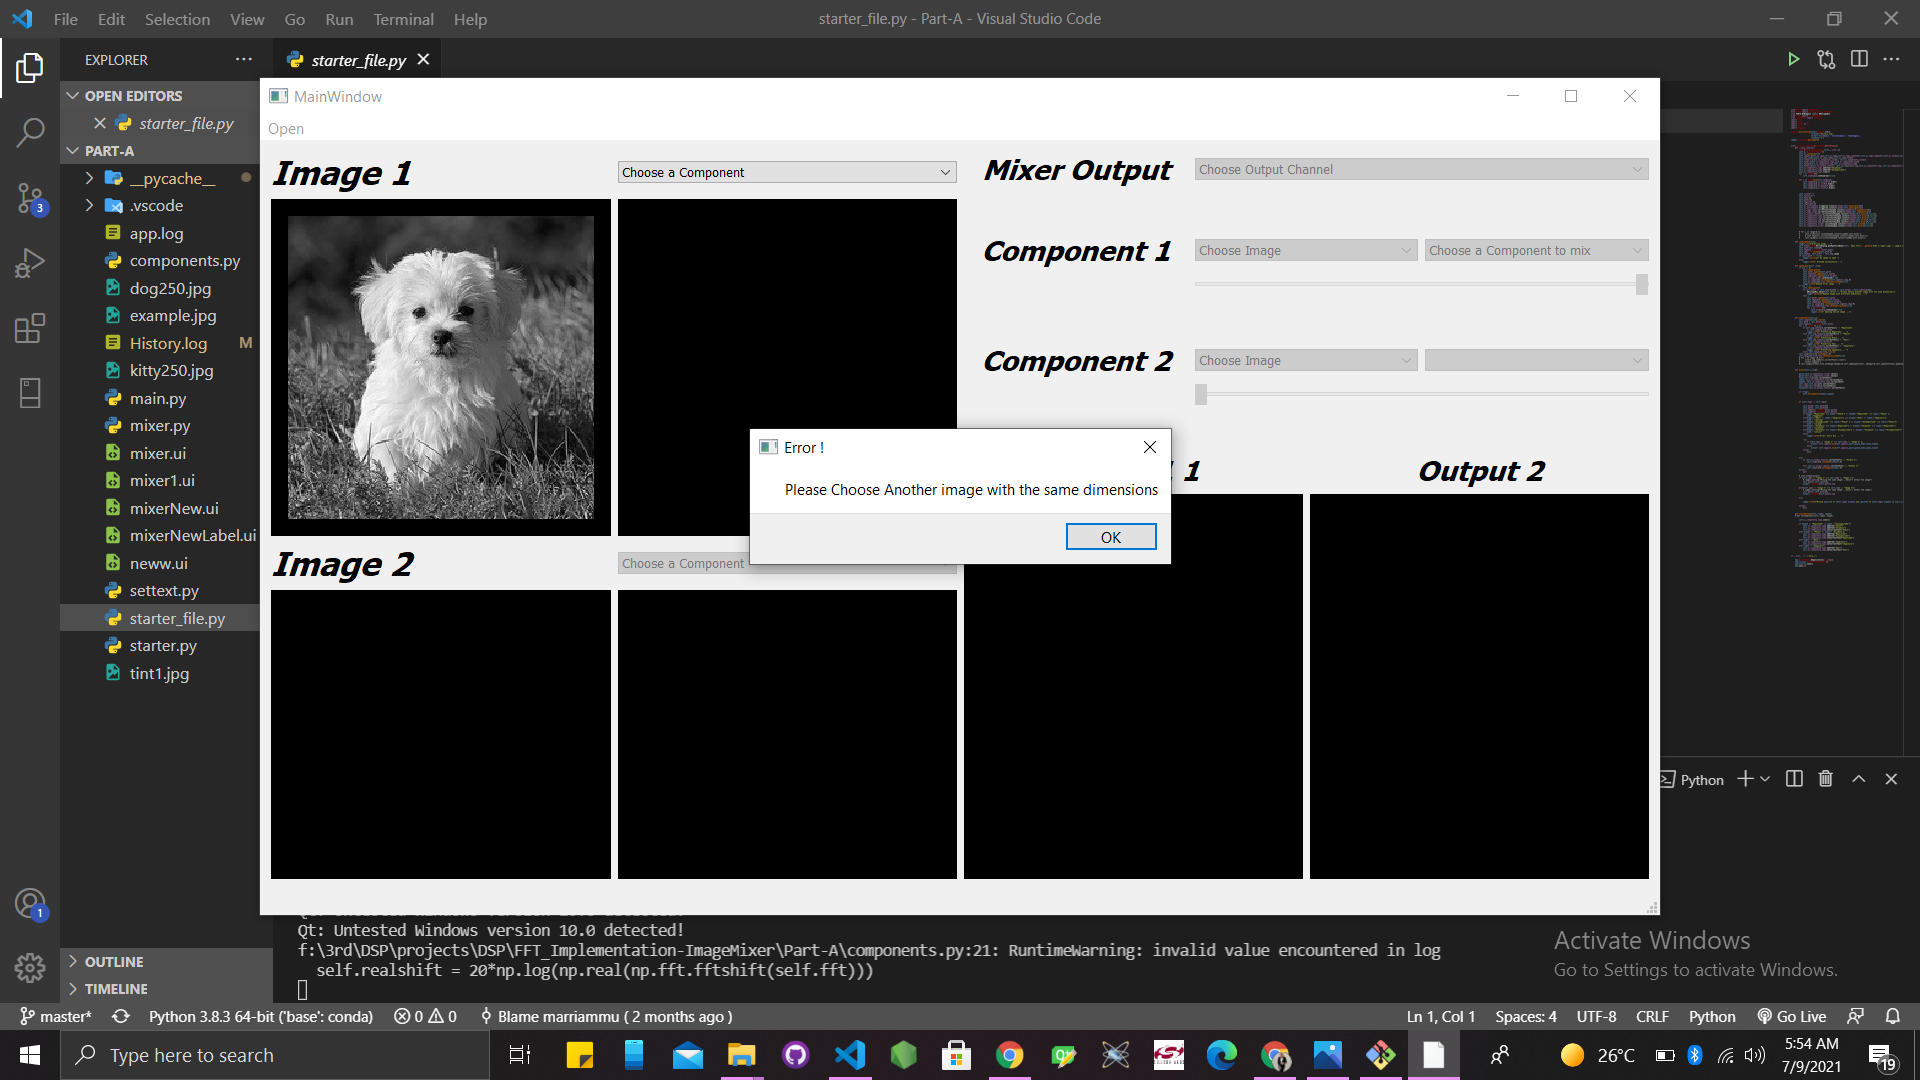 File Edit Selection View Go Run Terminal Help
starter_file.py - Part-A - Visual Studio Code
EXPLORER
starter_file.py
OPEN EDITORS
starter_file.py
PART-A
__pycache__
.vscode
app.log
components.py
dog250.jpg
example.jpg
History.log M
kitty250.jpg
main.py
mixer.py
mixer.ui
mixer1.ui
mixerNew.ui
mixerNewLabel.ui
neww.ui
settext.py
starter_file.py
starter.py
tint1.jpg
OUTLINE
TIMELINE
3
1
MainWindow
Open
Image 1
Choose a Component
Mixer Output
Choose Output Channel
Component 1
Choose Image
Choose a Component to mix
Component 2
Choose Image
Error !
Please Choose Another image with the same dimensions
OK
1
Output 2
Image 2
Choose a Component
Python
Qt: Untested Windows version 10.0 detected!
f:\3rd\DSP\projects\DSP\FFT_Implementation-ImageMixer\Part-A\components.py:21: RuntimeWarning: invalid value encountered in log
self.realshift = 20*np.log(np.real(np.fft.fftshift(self.fft)))
Activate Windows
Go to Settings to activate Windows.
master* Python 3.8.3 64-bit ('base': conda) 0 0 Blame marriammu ( 2 months ago )
Ln 1, Col 1 Spaces: 4 UTF-8 CRLF Python Go Live
Type here to search
26°C
5:54 AM
7/9/2021
19